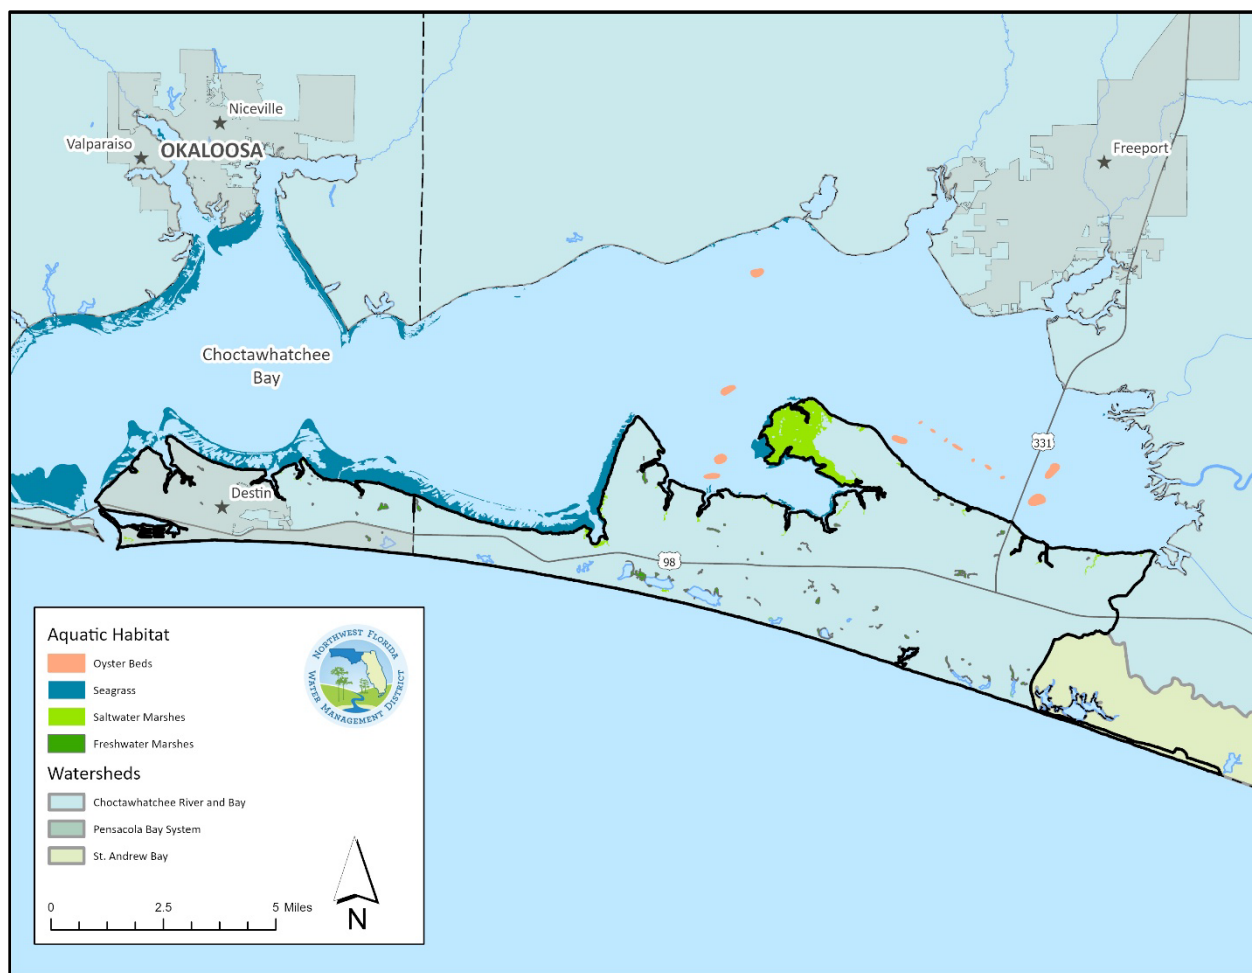 Niceville
Valparaiso
OKALOOSA
Freeport
Choctawhatchee
Bay
331
Destin
98
Aquatic Habitat
Oyster Beds
Seagrass
Saltwater Marshes
Freshwater Marshes
Watersheds
Choctawhatchee River and Bay
Pensacola Bay System
St. Andrew Bay
NORTHWEST FLORIDA
WATER MANAGEMENT DISTRICT
0 2.5 5 Miles
N